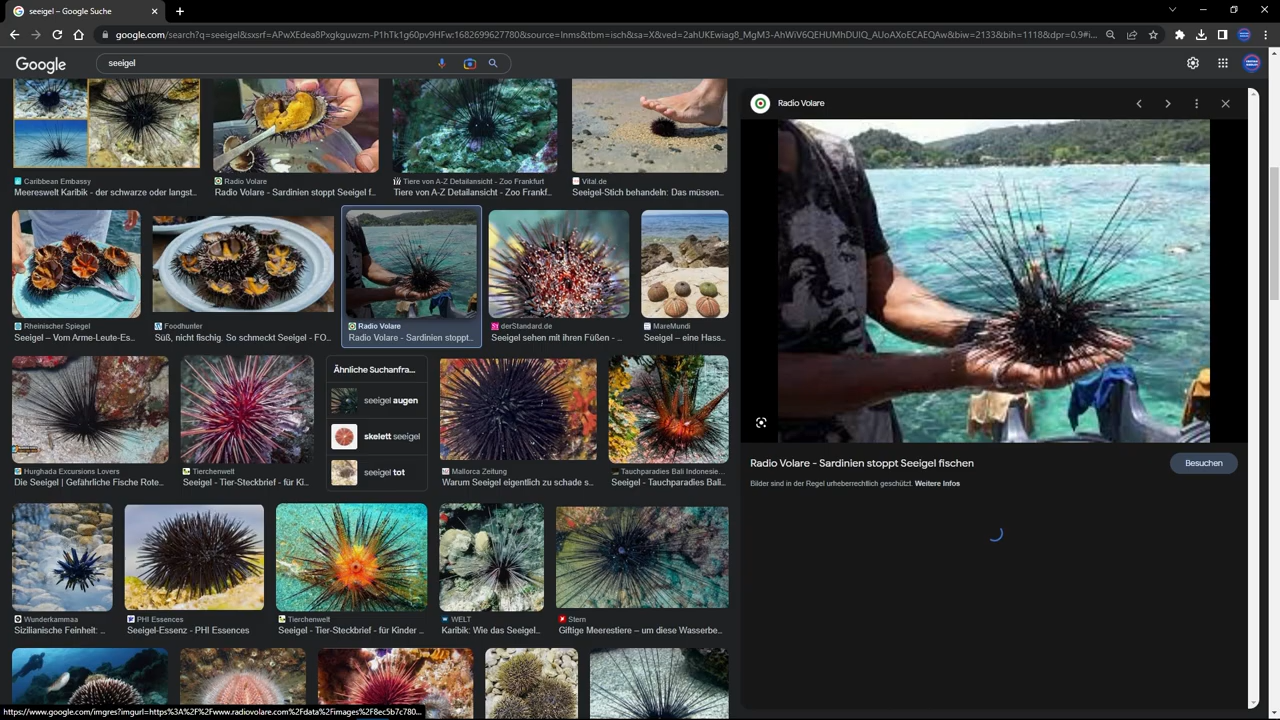 seeigel – Google Suche
google.com/search?q=seeigel&sxsrf=APwXEdea8Pxgkguwzm-P1hTk1g60pv9HFw:1682699627780&source=lnms&tbm=isch&sa=X&ved=2ahUKEwiag8_MgM3-AhWiV6QEHUMhDUIQ_AUoAXoECAEQAw&biw=2133&bih=1118&dpr=0.9#i...
Google
seeigel
Radio Volare
Caribbean Embassy
Meereswelt Karibik - der schwarze oder langst...
Radio Volare
Radio Volare - Sardinien stoppt Seeigel f...
Tiere von A-Z Detailansicht - Zoo Frankfurt
Tiere von A-Z Detailansicht - Zoo Frankf...
Vital.de
Seeigel-Stich behandeln: Das müssen...
Rheinischer Spiegel
Seeigel – Vom Arme-Leute-Es...
Foodhunter
Süß, nicht fischig. So schmeckt Seeigel - FO...
Radio Volare
Radio Volare - Sardinien stoppt...
derStandard.de
Seeigel sehen mit ihren Füßen - ...
MareMundi
Seeigel – eine Hass...
Ähnliche Suchanfra...
seeigel augen
skelett seeigel
seeigel tot
Hurghada Excursions Lovers
Die Seeigel | Gefährliche Fische Rote...
Tierchenwelt
Seeigel - Tier-Steckbrief - für Ki...
Mallorca Zeitung
Warum Seeigel eigentlich zu schade s...
Tauchparadies Bali Indonesie...
Seeigel - Tauchparadies Bali...
Radio Volare - Sardinien stoppt Seeigel fischen
Besuchen
Bilder sind in der Regel urheberrechtlich geschützt. Weitere Infos
Wunderkammaa
Sizilianische Feinheit: ...
PHI Essences
Seeigel-Essenz - PHI Essences
Tierchenwelt
Seeigel - Tier-Steckbrief - für Kinder ...
WELT
Karibik: Wie das Seeigel...
Stern
Giftige Meerestiere – um diese Wasserbe...
https://www.google.com/imgres?imgurl=https%3A%2F%2Fwww.radiovolare.com%2Fdata%2Fimages%2F8ec5b7c780...